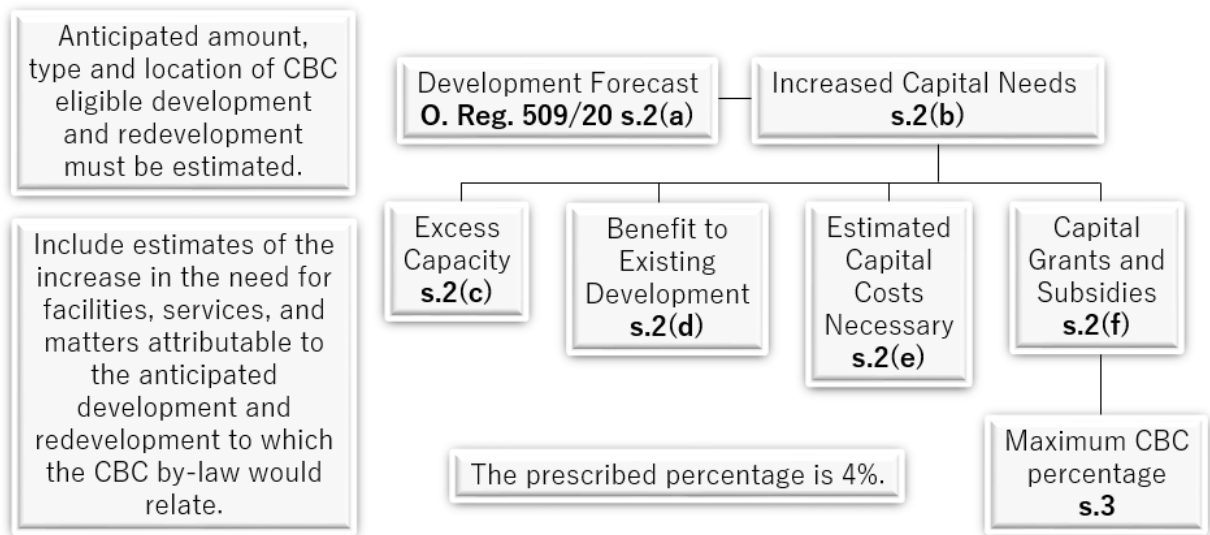 Anticipated amount,
type and location of CBC
eligible development
and redevelopment
must be estimated.
Include estimates of the
increase in the need for
facilities, services, and
matters attributable to
the anticipated
development and
redevelopment to which
the CBC by-law would
relate.
Development Forecast
O. Reg. 509/20 s.2(a)
Increased Capital Needs
s.2(b)
Excess
Capacity
s.2(c)
Benefit to
Existing
Development
s.2(d)
Estimated
Capital
Costs
Necessary
s.2(e)
Capital
Grants and
Subsidies
s.2(f)
Maximum CBC
percentage
s.3
The prescribed percentage is 4%.